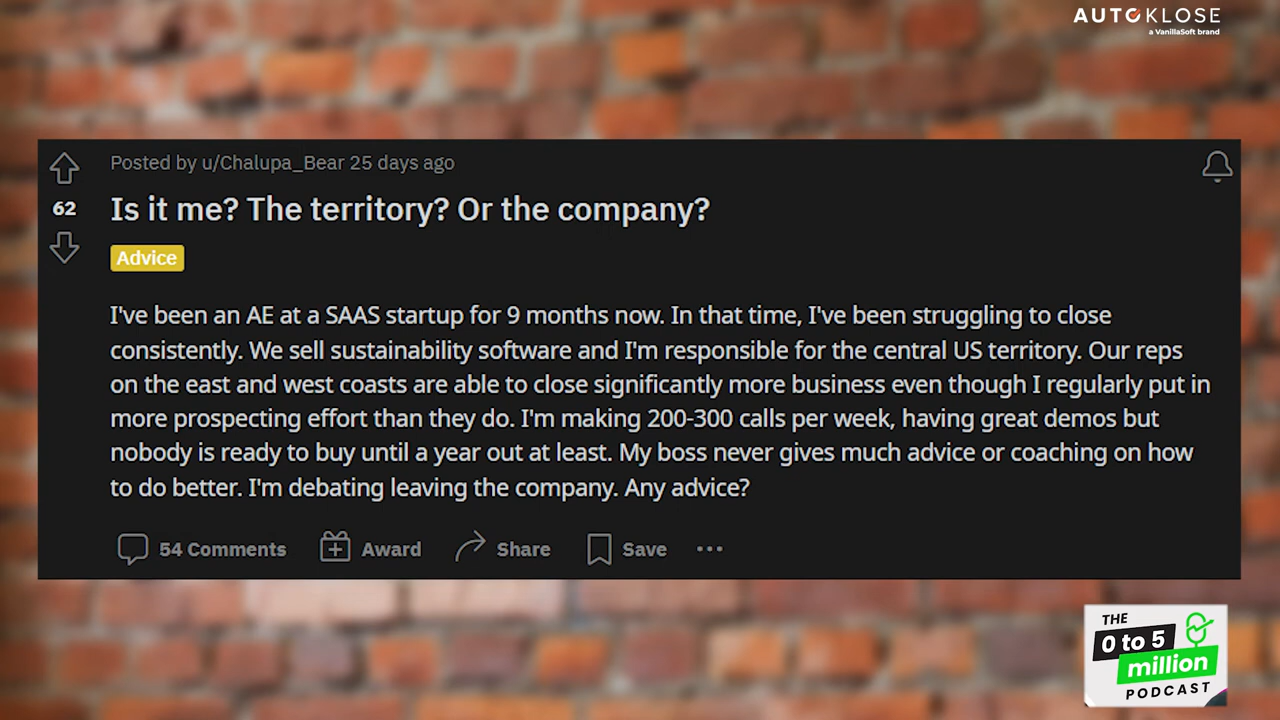 AUTOKLOSE
a VanillaSoft brand
Posted by u/Chalupa_Bear 25 days ago
62
Is it me? The territory? Or the company?
Advice
I've been an AE at a SAAS startup for 9 months now. In that time, I've been struggling to close
consistently. We sell sustainability software and I'm responsible for the central US territory. Our reps
on the east and west coasts are able to close significantly more business even though I regularly put in
more prospecting effort than they do. I'm making 200-300 calls per week, having great demos but
nobody is ready to buy until a year out at least. My boss never gives much advice or coaching on how
to do better. I'm debating leaving the company. Any advice?
54 Comments Award Share Save
THE
0 to 5
million
PODCAST